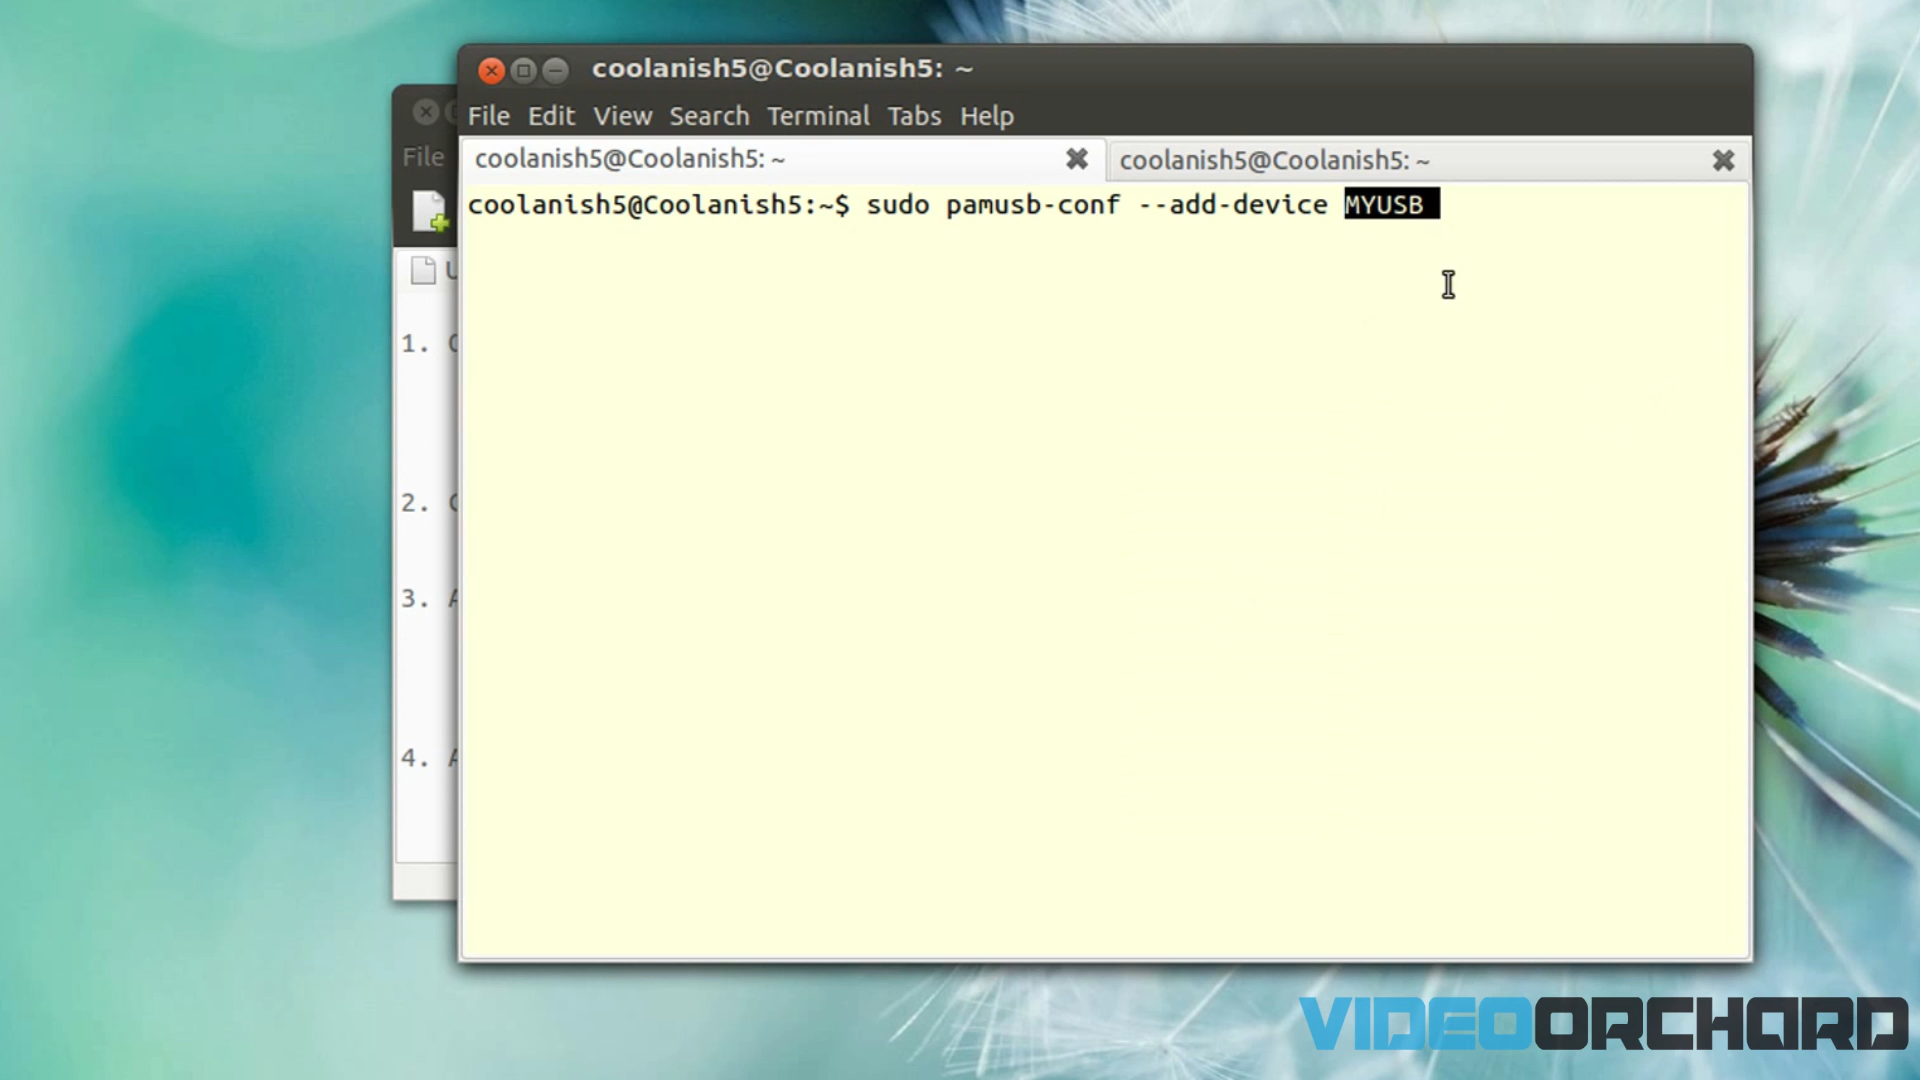 coolanish5@Coolanish5: ~
File Edit View Search Terminal Tabs Help
File
coolanish5@Coolanish5: ~
coolanish5@Coolanish5: ~
coolanish5@Coolanish5:~$ sudo pamusb-conf --add-device MYUSB
1.
2.
3.
4.
VIDEOORCHARD